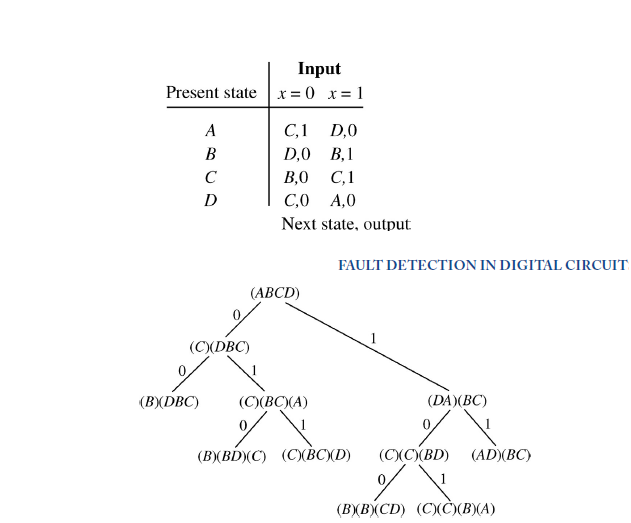 Input
Present state x = 0 x = 1
A C,1 D,0
B D,0 B,1
C B,0 C,1
D C,0 A,0
Next state, output
FAULT DETECTION IN DIGITAL CIRCUIT
(ABCD)
0 1
(C)(DBC)
0 1
(B)(DBC) (C)(BC)(A) (DA)(BC)
0 1 0 1
(B)(BD)(C) (C)(BC)(D) (C)(C)(BD) (AD)(BC)
0 1
(B)(B)(CD) (C)(C)(B)(A)